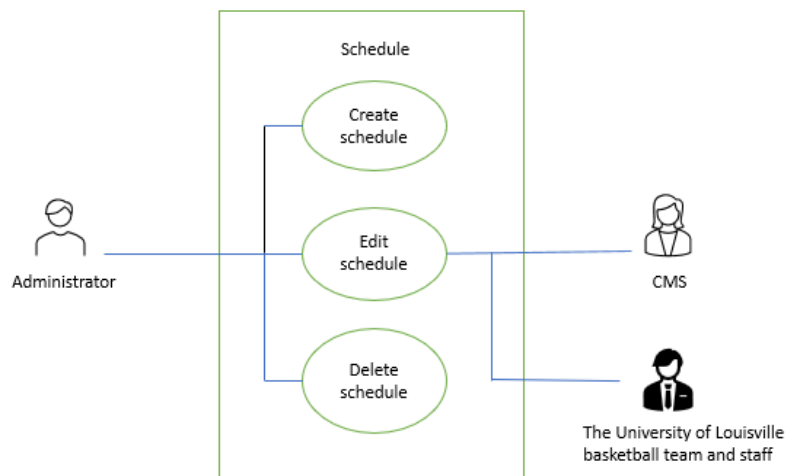 Schedule
Create
schedule
Edit
schedule
Administrator
CMS
Delete
schedule
The University of Louisville
basketball team and staff